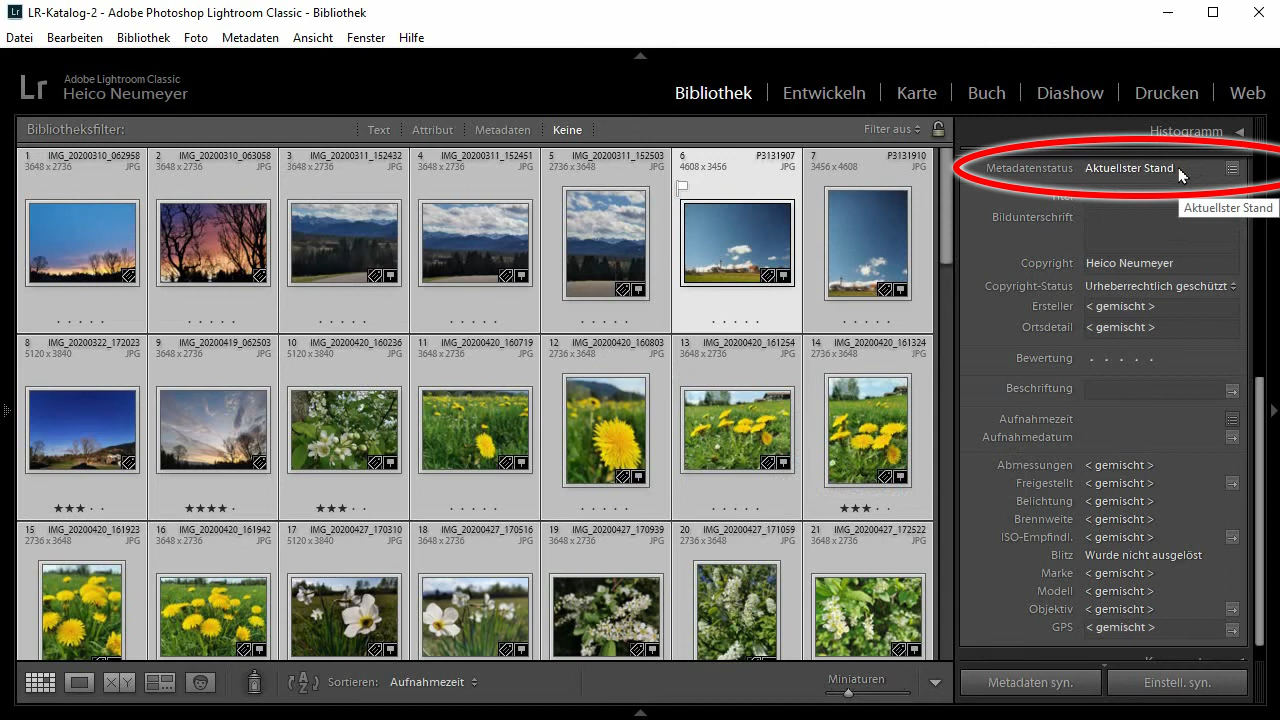 LR-Katalog-2 - Adobe Photoshop Lightroom Classic - Bibliothek
Datei Bearbeiten Bibliothek Foto Metadaten Ansicht Fenster Hilfe
Lr
Adobe Lightroom Classic
Heico Neumeyer
Bibliothek | Entwickeln | Karte | Buch | Diashow | Drucken | Web
Bibliotheksfilter: Text Attribut Metadaten Keine Filter aus
Histogramm
1 IMG_20200310_062958 3648 x 2736 JPG
2 IMG_20200310_063058 3648 x 2736 JPG
3 IMG_20200311_152432 3648 x 2736 JPG
4 IMG_20200311_152451 3648 x 2736 JPG
5 IMG_20200311_152503 2736 x 3648 JPG
6 P3131907 4608 x 3456 JPG
7 P3131910 3456 x 4608 JPG
8 IMG_20200322_172023 5120 x 3840 JPG
9 IMG_20200419_062503 3648 x 2736 JPG
10 IMG_20200420_160236 5120 x 3840 JPG
11 IMG_20200420_160719 3648 x 2736 JPG
12 IMG_20200420_160803 2736 x 3648 JPG
13 IMG_20200420_161254 3648 x 2736 JPG
14 IMG_20200420_161324 2736 x 3648 JPG
15 IMG_20200420_161923 2736 x 3648 JPG
16 IMG_20200420_161942 3648 x 2736 JPG
17 IMG_20200427_170310 5120 x 3840 JPG
18 IMG_20200427_170516 3648 x 2736 JPG
19 IMG_20200427_170939 3648 x 2736 JPG
20 IMG_20200427_171059 2736 x 3648 JPG
21 IMG_20200427_172522 3648 x 2736 JPG
Metadatenstatus Aktuellster Stand
Aktuellster Stand
Titel
Bildunterschrift
Copyright Heico Neumeyer
Copyright-Status Urheberrechtlich geschützt
Ersteller < gemischt >
Ortsdetail < gemischt >
Bewertung
Beschriftung
Aufnahmezeit
Aufnahmedatum
Abmessungen < gemischt >
Freigestellt < gemischt >
Belichtung < gemischt >
Brennweite < gemischt >
ISO-Empfindl. < gemischt >
Blitz Wurde nicht ausgelöst
Marke < gemischt >
Modell < gemischt >
Objektiv < gemischt >
GPS < gemischt >
XY
Sortieren: Aufnahmezeit
Miniaturen
Metadaten syn. Einstell. syn.